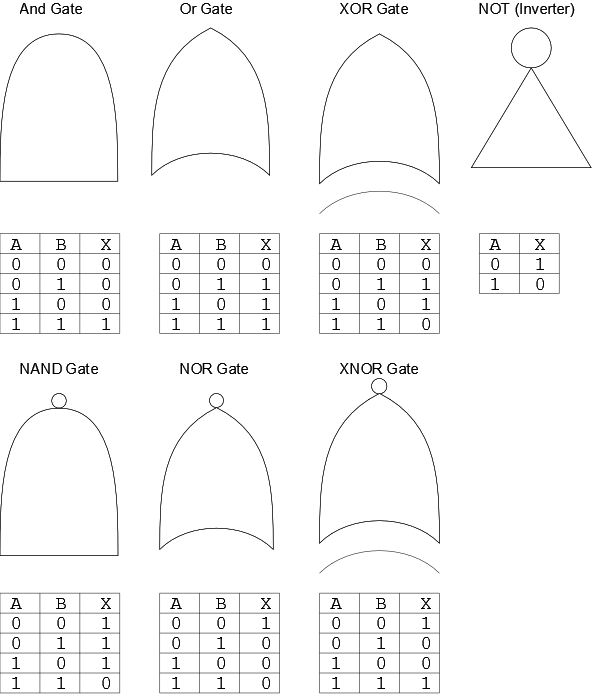 And Gate Or Gate XOR Gate NOT (Inverter)
A B X A B X A B X A X
0 0 0 0 0 0 0 0 0 0 1
0 1 0 0 1 1 0 1 1 1 0
1 0 0 1 0 1 1 0 1
1 1 1 1 1 1 1 1 0
NAND Gate NOR Gate XNOR Gate
A B X A B X A B X
0 0 1 0 0 1 0 0 1
0 1 1 0 1 0 0 1 0
1 0 1 1 0 0 1 0 0
1 1 0 1 1 0 1 1 1